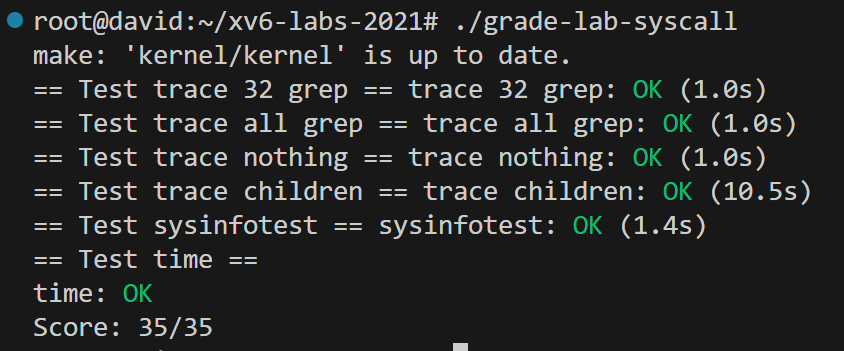 root@david:~/xv6-labs-2021# ./grade-lab-syscall
make: 'kernel/kernel' is up to date.
== Test trace 32 grep == trace 32 grep: OK (1.0s)
== Test trace all grep == trace all grep: OK (1.0s)
== Test trace nothing == trace nothing: OK (1.0s)
== Test trace children == trace children: OK (10.5s)
== Test sysinfotest == sysinfotest: OK (1.4s)
== Test time ==
time: OK
Score: 35/35